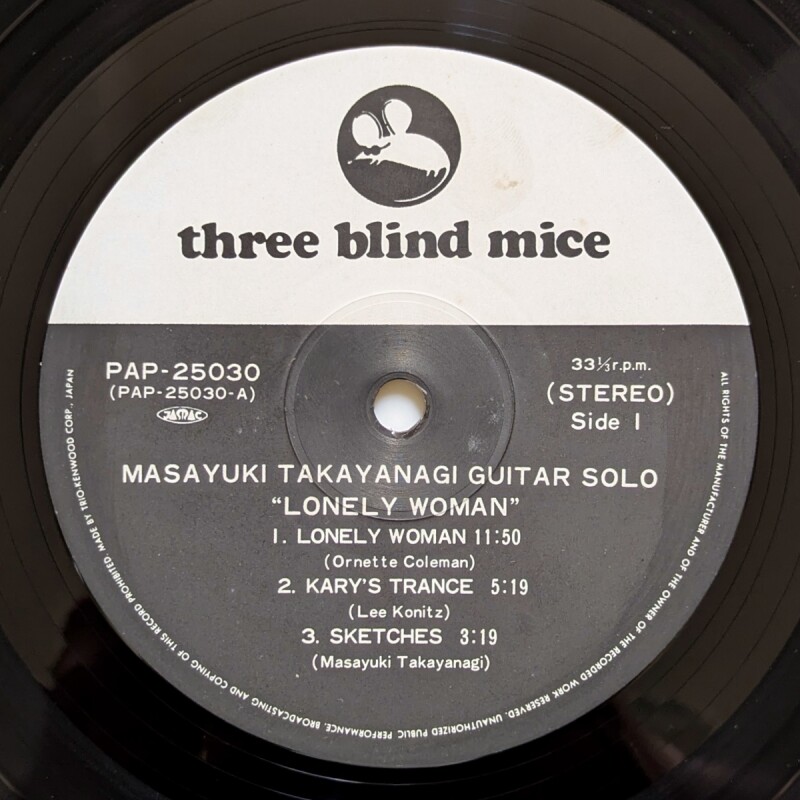 three blind mice
PAP-25030
(PAP-25030-A)
JASRAC
33⅓r.p.m.
(STEREO)
Side 1
MASAYUKI TAKAYANAGI GUITAR SOLO
“LONELY WOMAN”
1. LONELY WOMAN 11:50
(Ornette Coleman)
2. KARY'S TRANCE 5:19
(Lee Konitz)
3. SKETCHES 3:19
(Masayuki Takayanagi)
ALL RIGHTS OF THE MANUFACTURER AND OF THE OWNER OF THE RECORDED WORK RESERVED. UNAUTHORIZED PUBLIC PERFORMANCE, BROADCASTING AND COPYING OF THIS RECORD PROHIBITED. MADE BY TRIO-KENWOOD CORP., JAPAN